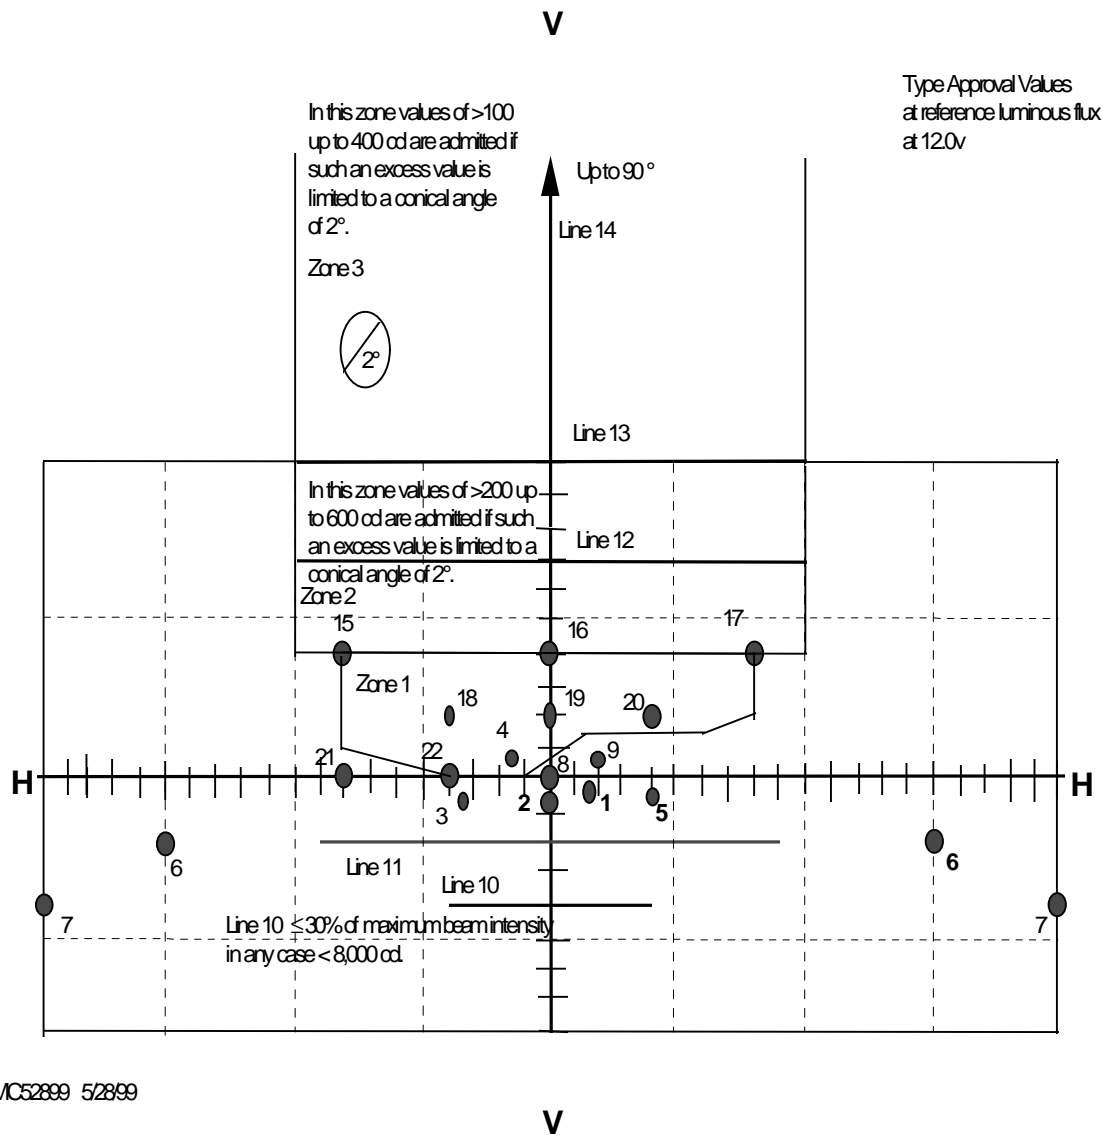 V
Type Approval Values
at reference luminous flux
at 12.0v
In this zone values of >100
up to 400 cd are admitted if
such an excess value is
limited to a conical angle
of 2°.
Up to 90°
Line 14
Zone 3
2°
Line 13
In this zone values of >200 up
to 600 cd are admitted if such
an excess value is limited to a
conical angle of 2°.
Line 12
Zone 2
15
16
17
Zone 1
18
19
20
4
21
22
8
9
H
H
3
2
1
5
6
Line 11
6
Line 10
7
Line 10 ≤30% of maximum beam intensity
in any case < 8,000 cd.
7
5/28/99
V